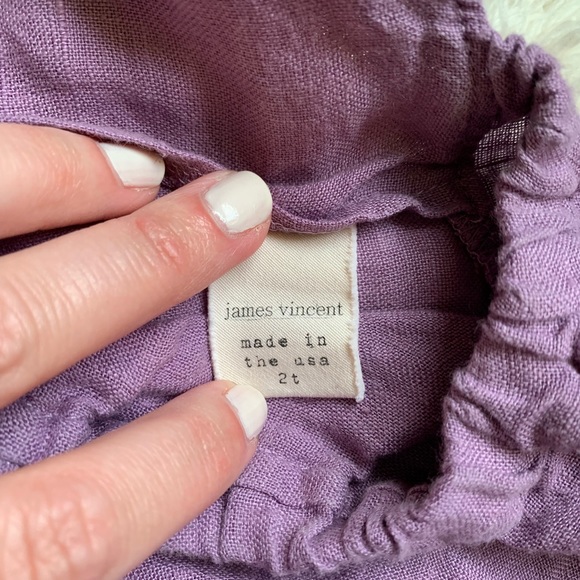 james vincent
made in
the usa
2t